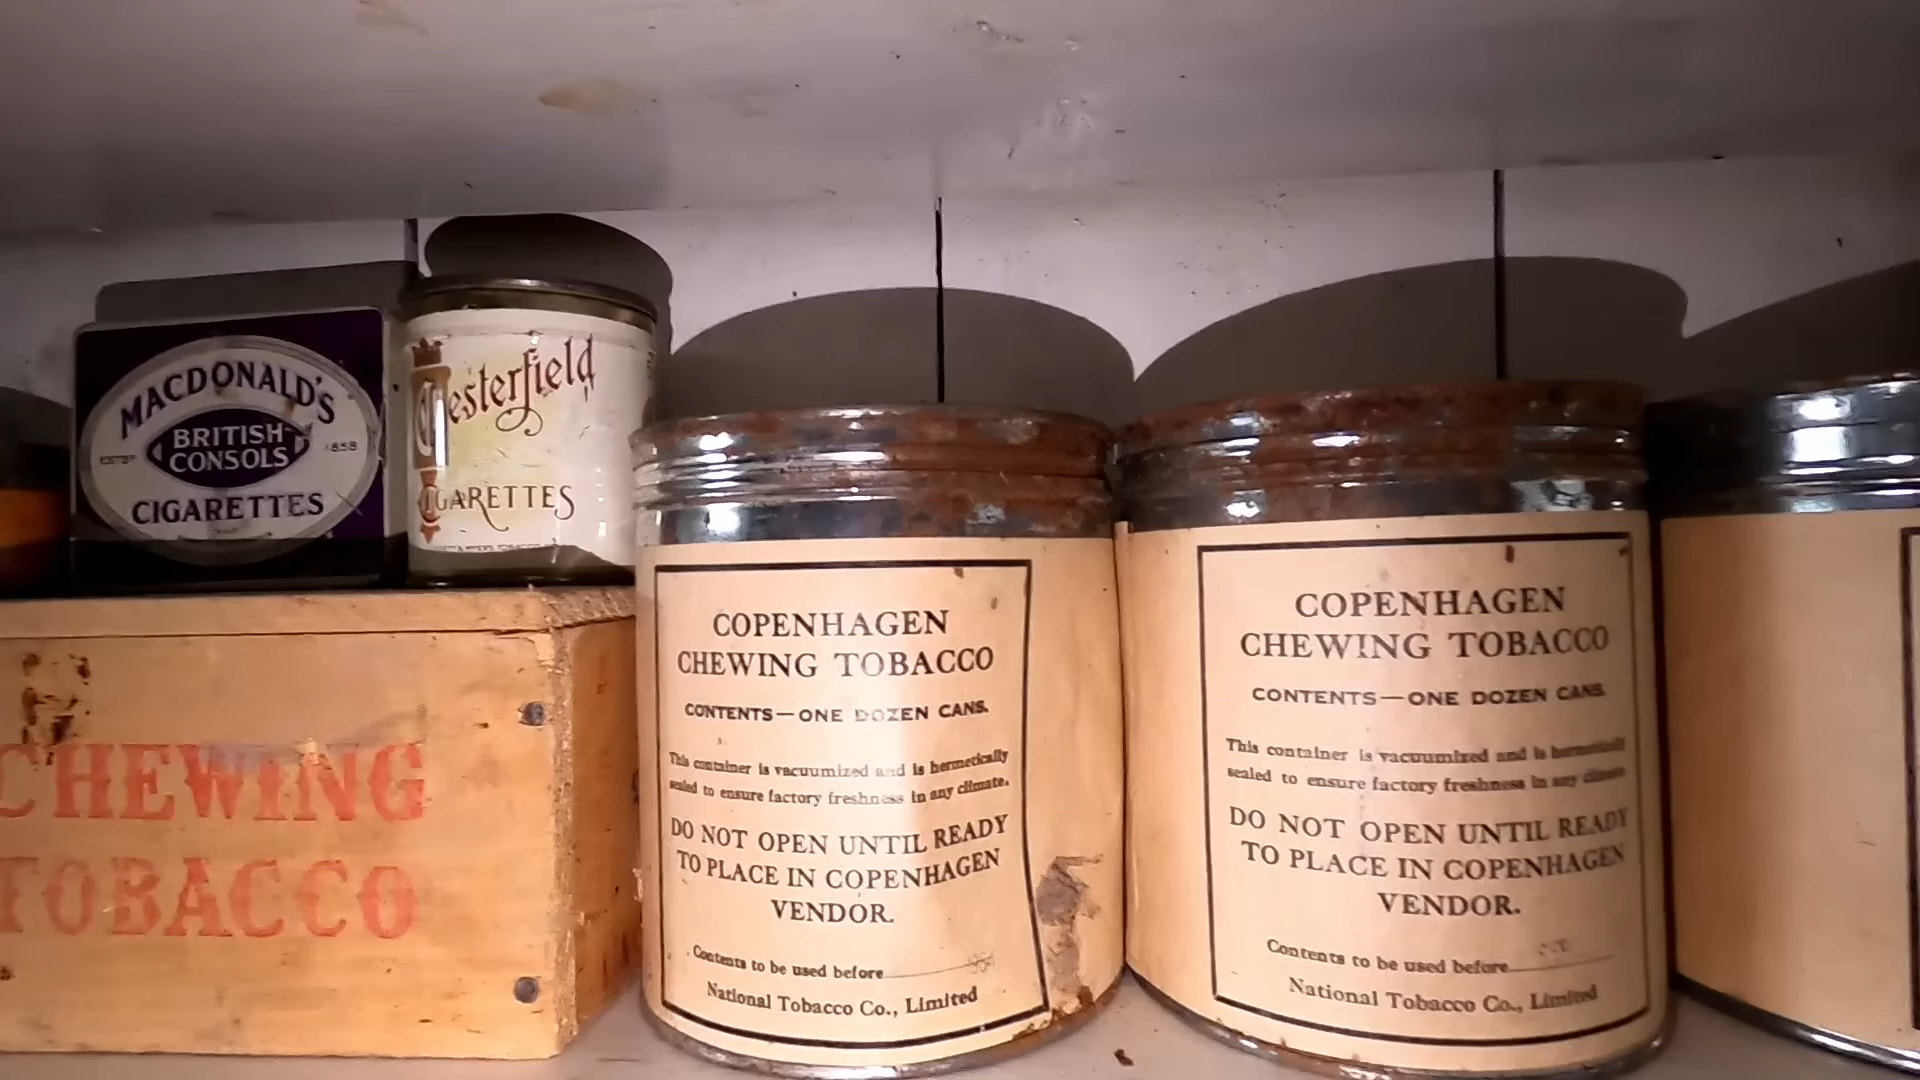 MACDONALD'S
BRITISH-
CONSOLS
ESTBD 1858
CIGARETTES
Chesterfield
CIGARETTES
CHEWING
TOBACCO
COPENHAGEN
CHEWING TOBACCO
CONTENTS—ONE DOZEN CANS.
This container is vacuumized and is hermetically
sealed to ensure factory freshness in any climate.
DO NOT OPEN UNTIL READY
TO PLACE IN COPENHAGEN
VENDOR.
Contents to be used before
National Tobacco Co., Limited
COPENHAGEN
CHEWING TOBACCO
CONTENTS—ONE DOZEN CANS.
This container is vacuumized and is hermetically
sealed to ensure factory freshness in any climate
DO NOT OPEN UNTIL READY
TO PLACE IN COPENHAGEN
VENDOR.
Contents to be used before
National Tobacco Co., Limited